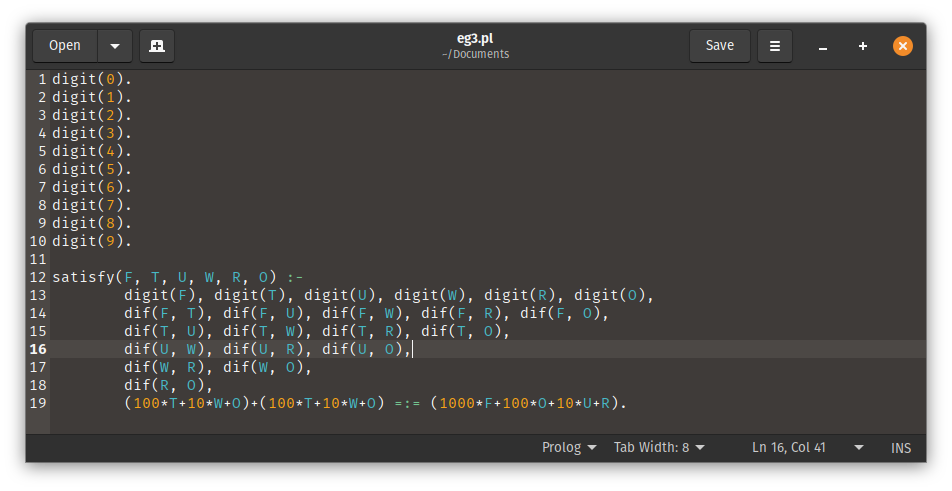 Open
eg3.pl
~/Documents
Save
1 digit(0).
2 digit(1).
3 digit(2).
4 digit(3).
5 digit(4).
6 digit(5).
7 digit(6).
8 digit(7).
9 digit(8).
10 digit(9).
11
12 satisfy(F, T, U, W, R, O) :-
13 digit(F), digit(T), digit(U), digit(W), digit(R), digit(O),
14 dif(F, T), dif(F, U), dif(F, W), dif(F, R), dif(F, O),
15 dif(T, U), dif(T, W), dif(T, R), dif(T, O),
16 dif(U, W), dif(U, R), dif(U, O),
17 dif(W, R), dif(W, O),
18 dif(R, O),
19 (100*T+10*W+O)+(100*T+10*W+O) =:= (1000*F+100*O+10*U+R).
Prolog Tab Width: 8 Ln 16, Col 41 INS